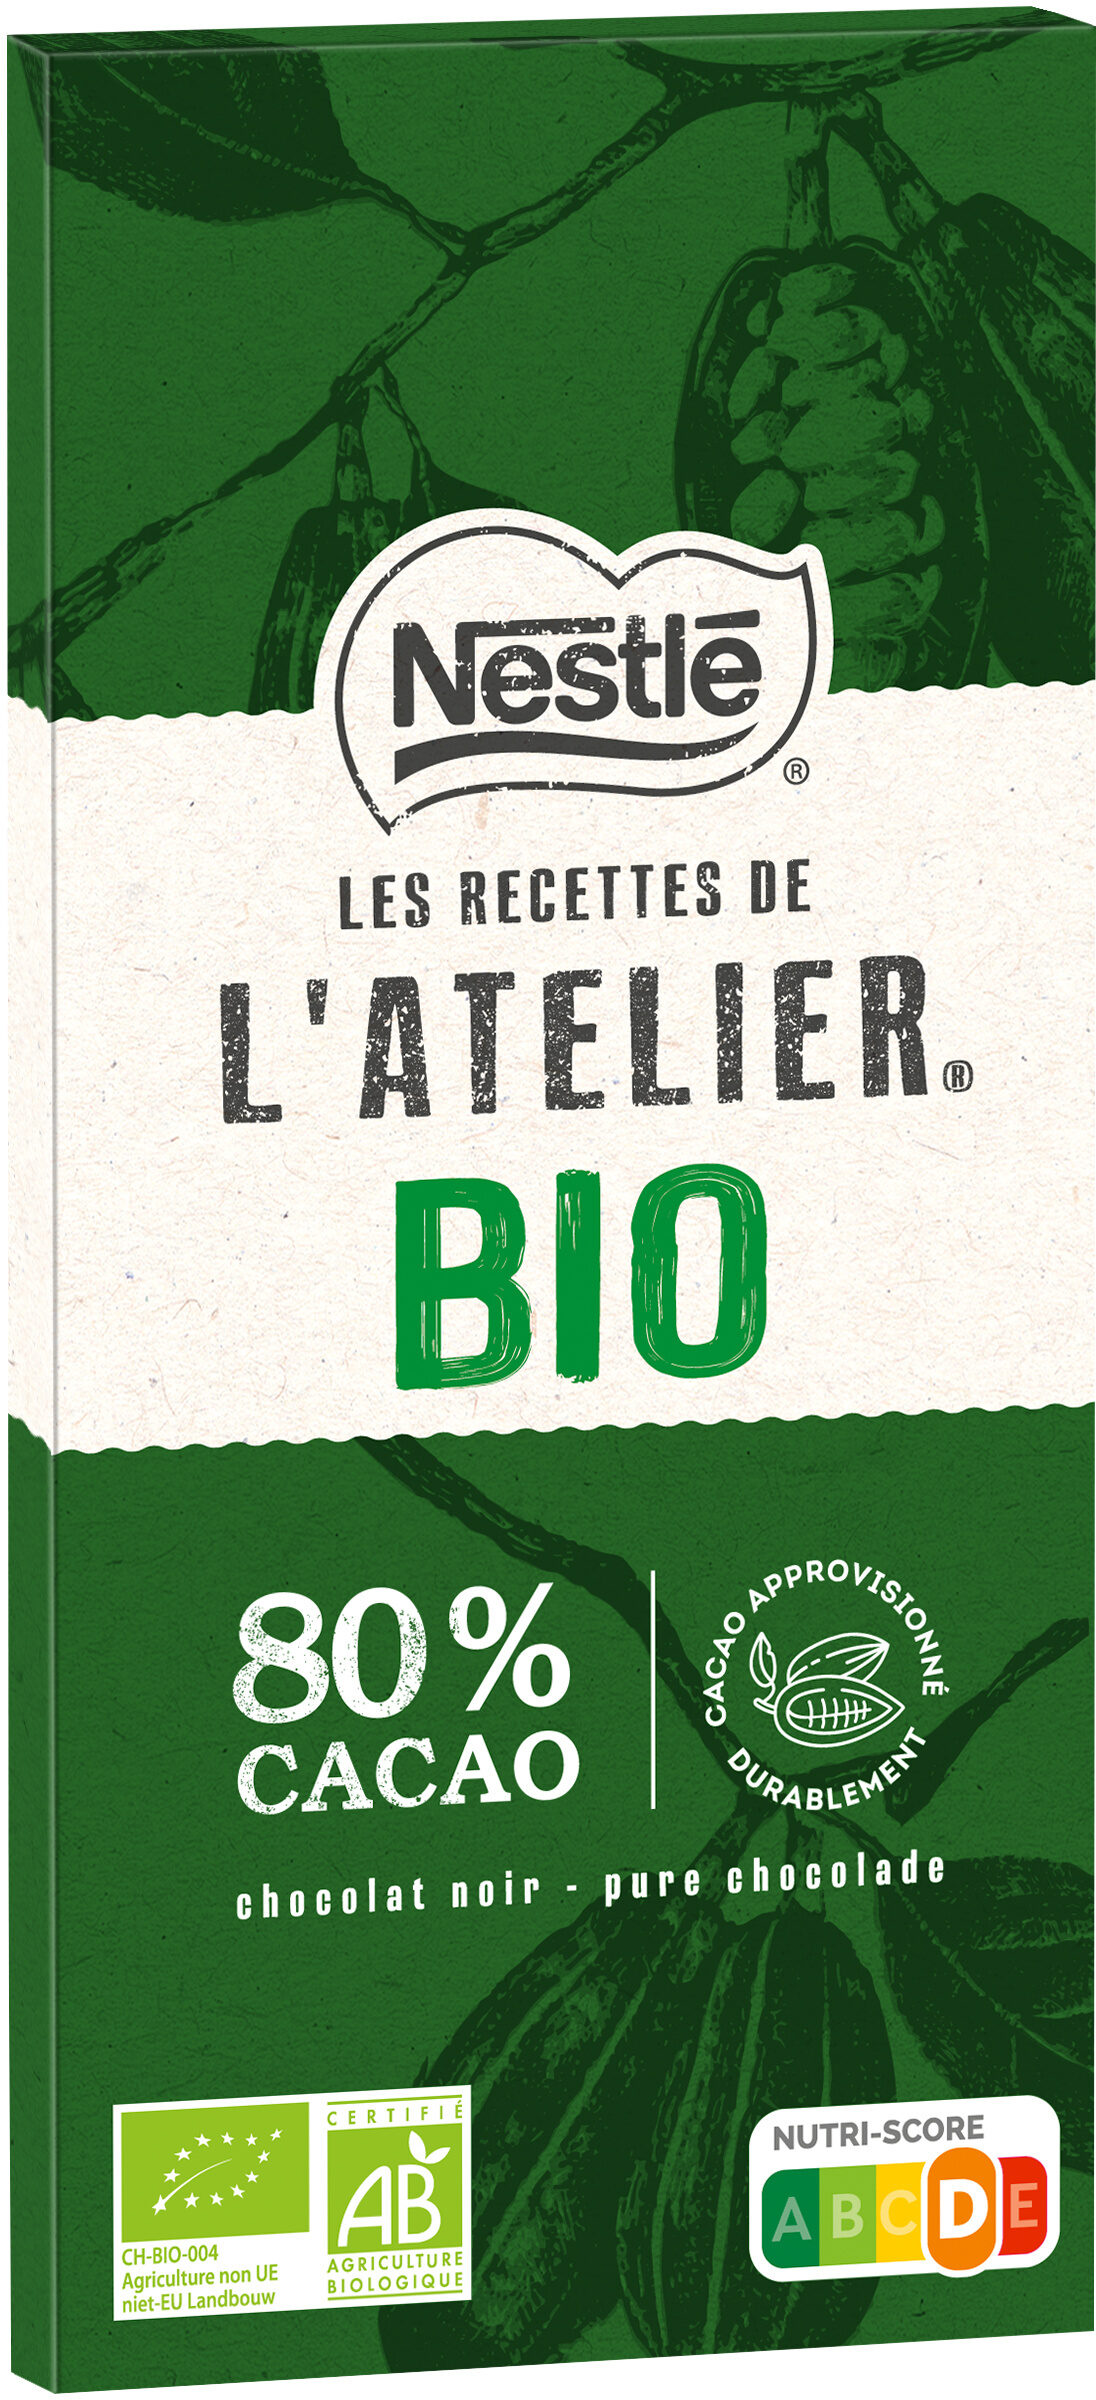 Nestlé
®
LES RECETTES DE
L'ATELIER®
BIO
80%
CACAO
CACAO APPROVISIONNÉ
DURABLEMENT
chocolat noir - pure chocolade
CERTIFIÉ
AB
AGRICULTURE
BIOLOGIQUE
CH-BIO-004
Agriculture non UE
niet-EU Landbouw
NUTRI-SCORE
A B C D E